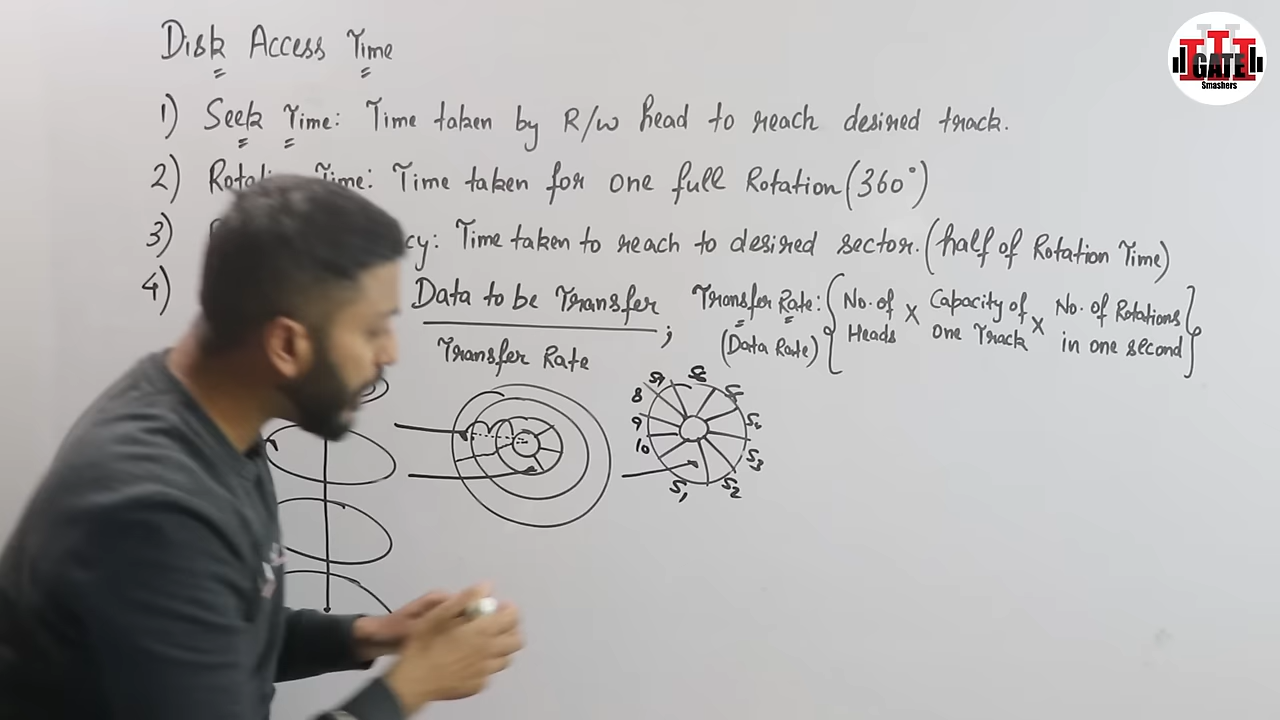 Disk Access Time
1) Seek Time: Time taken by R/W head to reach desired track.
2) Rotation Time: Time taken for one full Rotation (360°)
3) cy: Time taken to reach to desired sector. (half of Rotation Time)
4) Data to be Transfer / Transfer Rate ; Transfer Rate: (Data Rate) { No. of Heads × Capacity of one Track × No. of Rotations in one second }
8
9
10
S1
S2
S3
GATE
Smashers